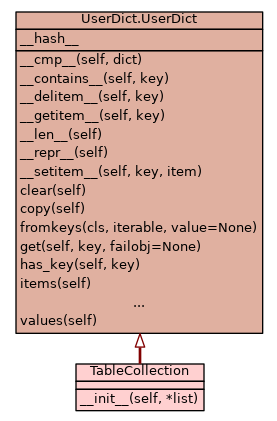 UserDict.UserDict
__hash__
__cmp__(self, dict)
__contains__(self, key)
__delitem__(self, key)
__getitem__(self, key)
__len__(self)
__repr__(self)
__setitem__(self, key, item)
clear(self)
copy(self)
fromkeys(cls, iterable, value=None)
get(self, key, failobj=None)
has_key(self, key)
items(self)
...
values(self)
TableCollection
__init__(self, *list)